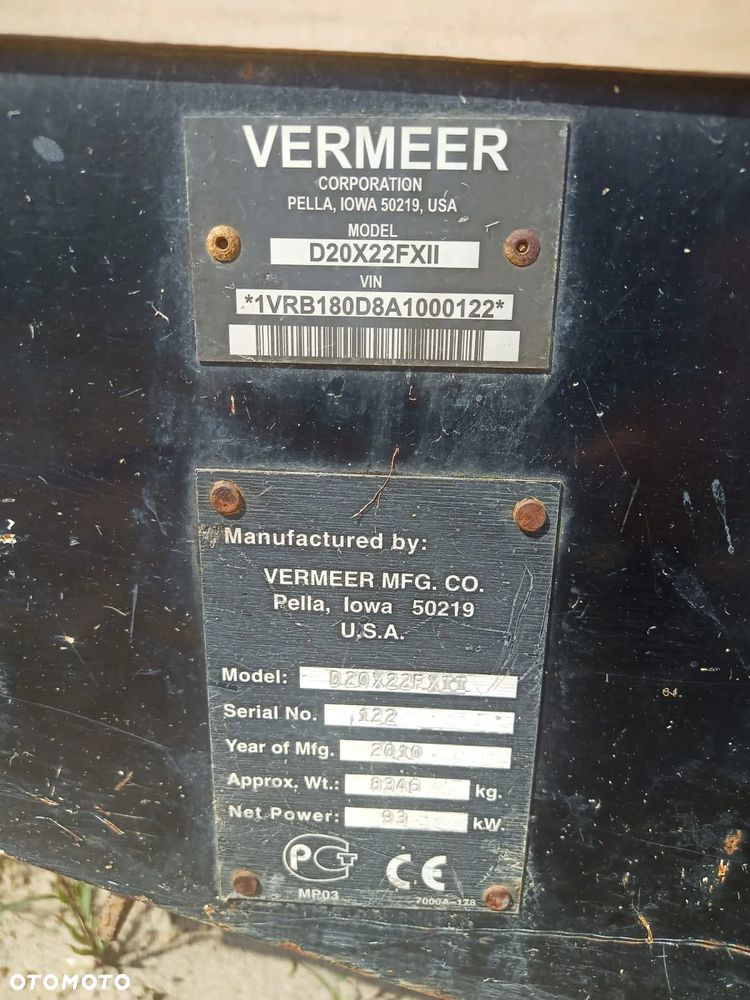 VERMEER
CORPORATION
PELLA, IOWA 50219, USA
MODEL
D20X22FXII
VIN
*1VRB180D8A1000122*
Manufactured by:
VERMEER MFG. CO.
Pella, Iowa 50219
U.S.A.
Model: D20X22FXII
Serial No. 122
Year of Mfg. 2010
Approx. Wt.: 8346 kg.
Net Power: 93 kW.
PCT CE
MP03 7000A-178
OTOMOTO